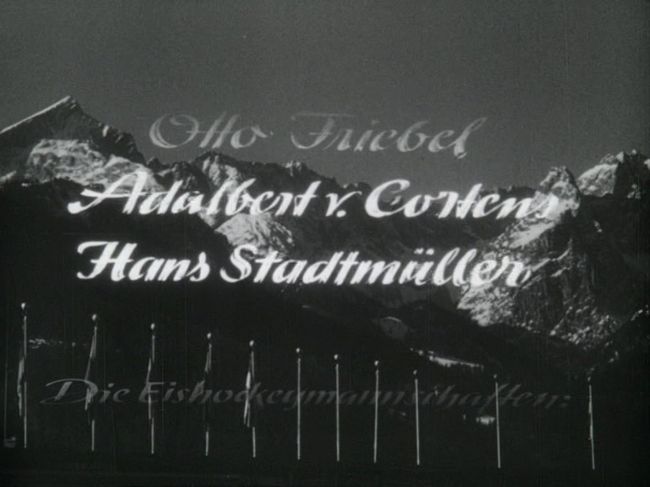 Otto Friebel
Adalbert v. Cortens
Hans Stadtmüller
Die Eishockeymannschaften: